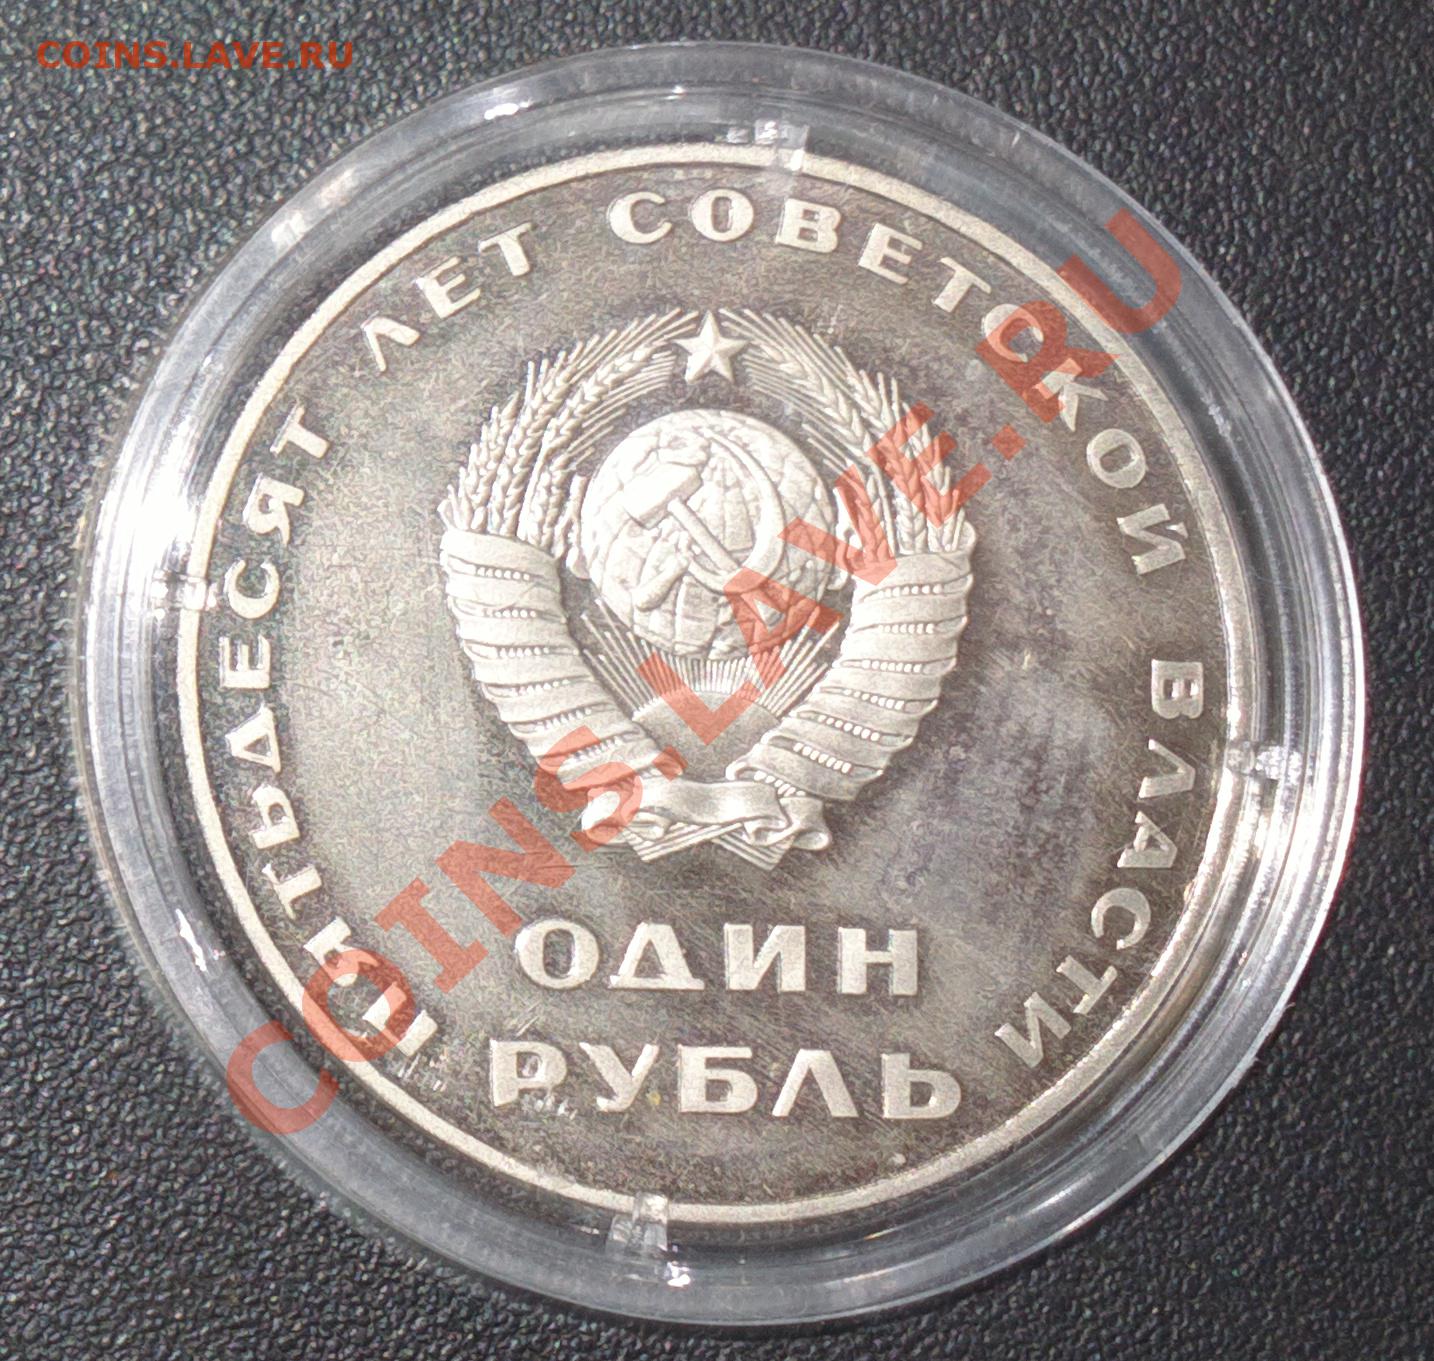 COINS.LAVE.RU
ПЯТЬДЕСЯТ ЛЕТ СОВЕТСКОЙ ВЛАСТИ
ОДИН
РУБЛЬ
COINS.LAVE.RU